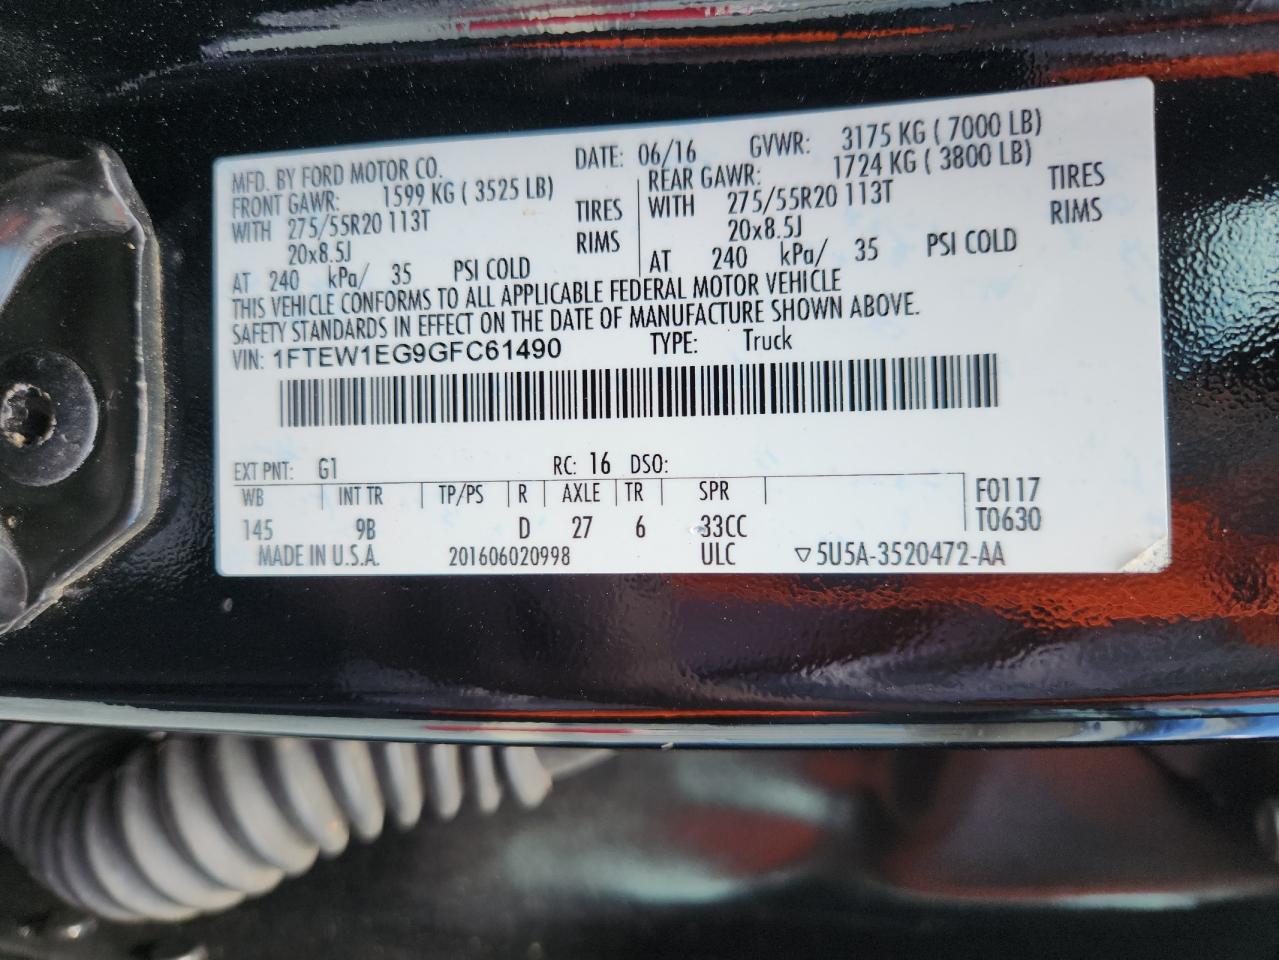 MFD. BY FORD MOTOR CO. DATE: 06/16 GVWR: 3175 KG ( 7000 LB)
FRONT GAWR: 1599 KG ( 3525 LB) REAR GAWR: 1724 KG ( 3800 LB)
WITH 275/55R20 113T TIRES WITH 275/55R20 113T TIRES
20x8.5J RIMS 20x8.5J RIMS
AT 240 kPa/ 35 PSI COLD AT 240 kPa/ 35 PSI COLD
THIS VEHICLE CONFORMS TO ALL APPLICABLE FEDERAL MOTOR VEHICLE
SAFETY STANDARDS IN EFFECT ON THE DATE OF MANUFACTURE SHOWN ABOVE.
VIN: 1FTEW1EG9GFC61490 TYPE: Truck
EXT PNT: G1 RC: 16 DSO:
WB INT TR TP/PS R AXLE TR SPR F0117
145 9B D 27 6 33CC T0630
MADE IN U.S.A. 201606020998 ULC ▽5U5A-3520472-AA